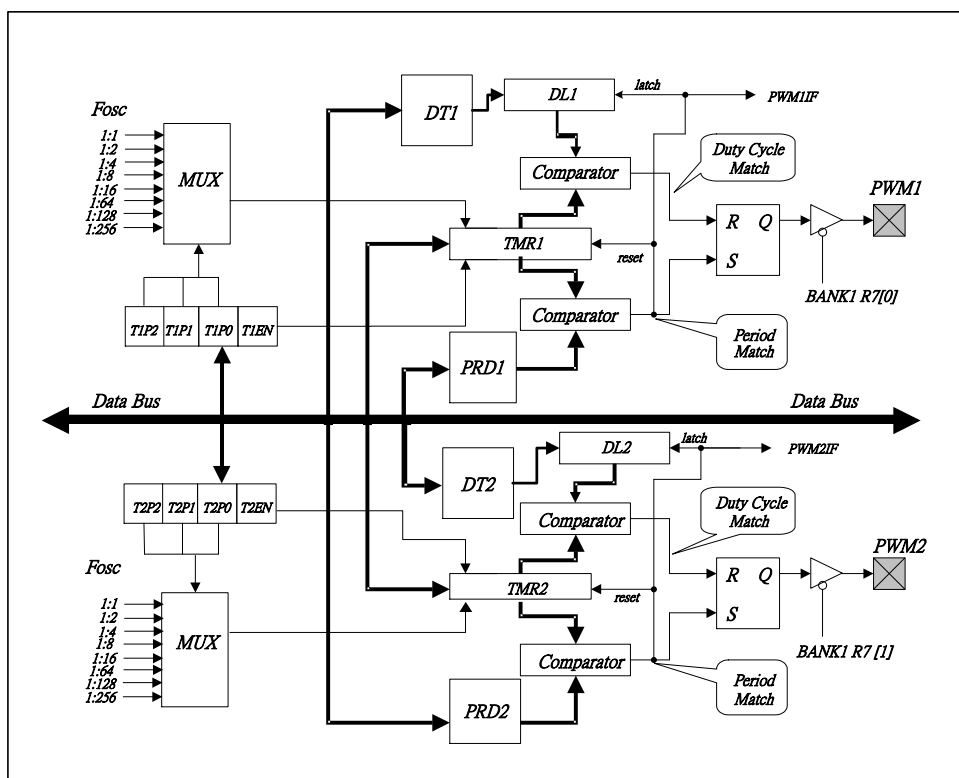 DT1
DL1
latch
PWM1IF
Fosc
1:1
1:2
1:4
1:8
1:16
1:64
1:128
1:256
MUX
Comparator
Duty Cycle
Match
PWM1
R Q
S
TMR1
reset
BANK1 R7[0]
T1P2 T1P1 T1P0 T1EN
Comparator
Period
Match
PRD1
Data Bus
Data Bus
DL2
latch
PWM2IF
DT2
T2P2 T2P1 T2P0 T2EN
Comparator
Duty Cycle
Match
PWM2
Fosc
1:1
1:2
1:4
1:8
1:16
1:64
1:128
1:256
MUX
TMR2
reset
R Q
S
BANK1 R7 [1]
Comparator
Period
Match
PRD2